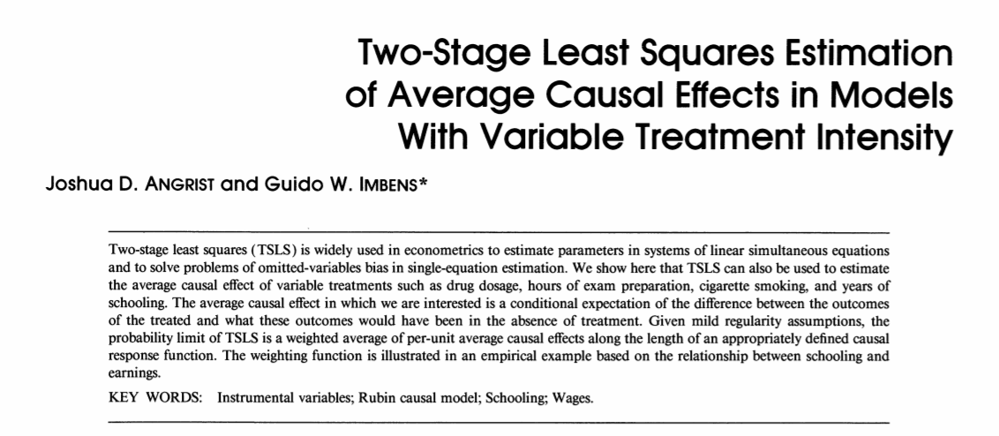 Two-Stage Least Squares Estimation
of Average Causal Effects in Models
With Variable Treatment Intensity
Joshua D. ANGRIST and Guido W. IMBENS*
Two-stage least squares (TSLS) is widely used in econometrics to estimate parameters in systems of linear simultaneous equations
and to solve problems of omitted-variables bias in single-equation estimation. We show here that TSLS can also be used to estimate
the average causal effect of variable treatments such as drug dosage, hours of exam preparation, cigarette smoking, and years of
schooling. The average causal effect in which we are interested is a conditional expectation of the difference between the outcomes
of the treated and what these outcomes would have been in the absence of treatment. Given mild regularity assumptions, the
probability limit of TSLS is a weighted average of per-unit average causal effects along the length of an appropriately defined causal
response function. The weighting function is illustrated in an empirical example based on the relationship between schooling and
earnings.
KEY WORDS: Instrumental variables; Rubin causal model; Schooling; Wages.